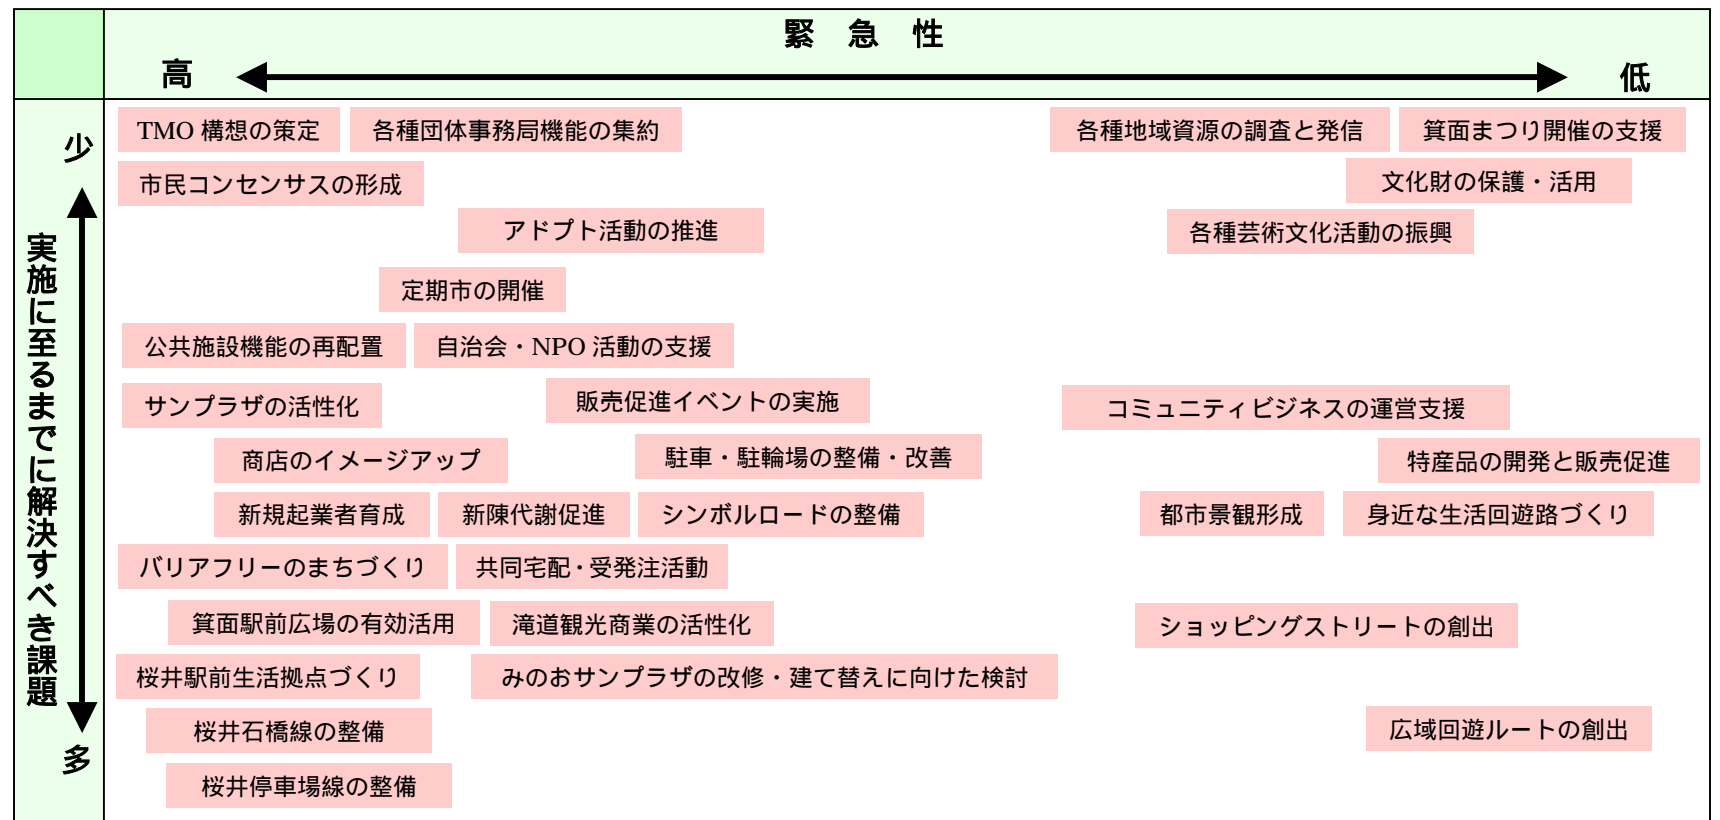 緊 急 性
高
低
少
実施に至るまでに解決すべき課題
多
TMO 構想の策定
各種団体事務局機能の集約
各種地域資源の調査と発信
箕面まつり開催の支援
市民コンセンサスの形成
文化財の保護・活用
アドプト活動の推進
各種芸術文化活動の振興
定期市の開催
公共施設機能の再配置
自治会・NPO 活動の支援
サンプラザの活性化
販売促進イベントの実施
コミュニティビジネスの運営支援
商店のイメージアップ
駐車・駐輪場の整備・改善
特産品の開発と販売促進
新規起業者育成
新陳代謝促進
シンボルロードの整備
都市景観形成
身近な生活回遊路づくり
バリアフリーのまちづくり
共同宅配・受発注活動
箕面駅前広場の有効活用
滝道観光商業の活性化
ショッピングストリートの創出
桜井駅前生活拠点づくり
みのおサンプラザの改修・建て替えに向けた検討
桜井石橋線の整備
広域回遊ルートの創出
桜井停車場線の整備